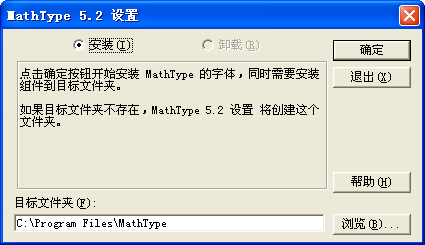 MathType 5.2 设置
安装(I)
卸载(R)
确定
点击确定按钮开始安装 MathType 的字体，同时需要安装
组件到目标文件夹。
退出(X)
如果目标文件夹不存在，MathType 5.2 设置 将创建这个
文件夹。
帮助(H)
目标文件夹(F):
C:\Program Files\MathType
浏览(B)...